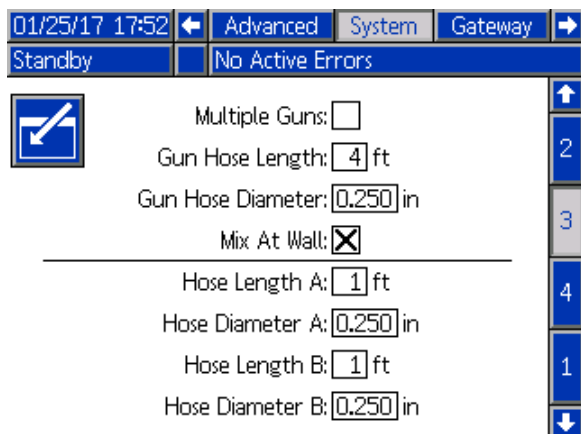 01/25/17 17:52 Advanced System Gateway
Standby No Active Errors
Multiple Guns:
Gun Hose Length: 4 ft
Gun Hose Diameter: 0.250 in
Mix At Wall:
Hose Length A: 1 ft
Hose Diameter A: 0.250 in
Hose Length B: 1 ft
Hose Diameter B: 0.250 in
2
3
4
1